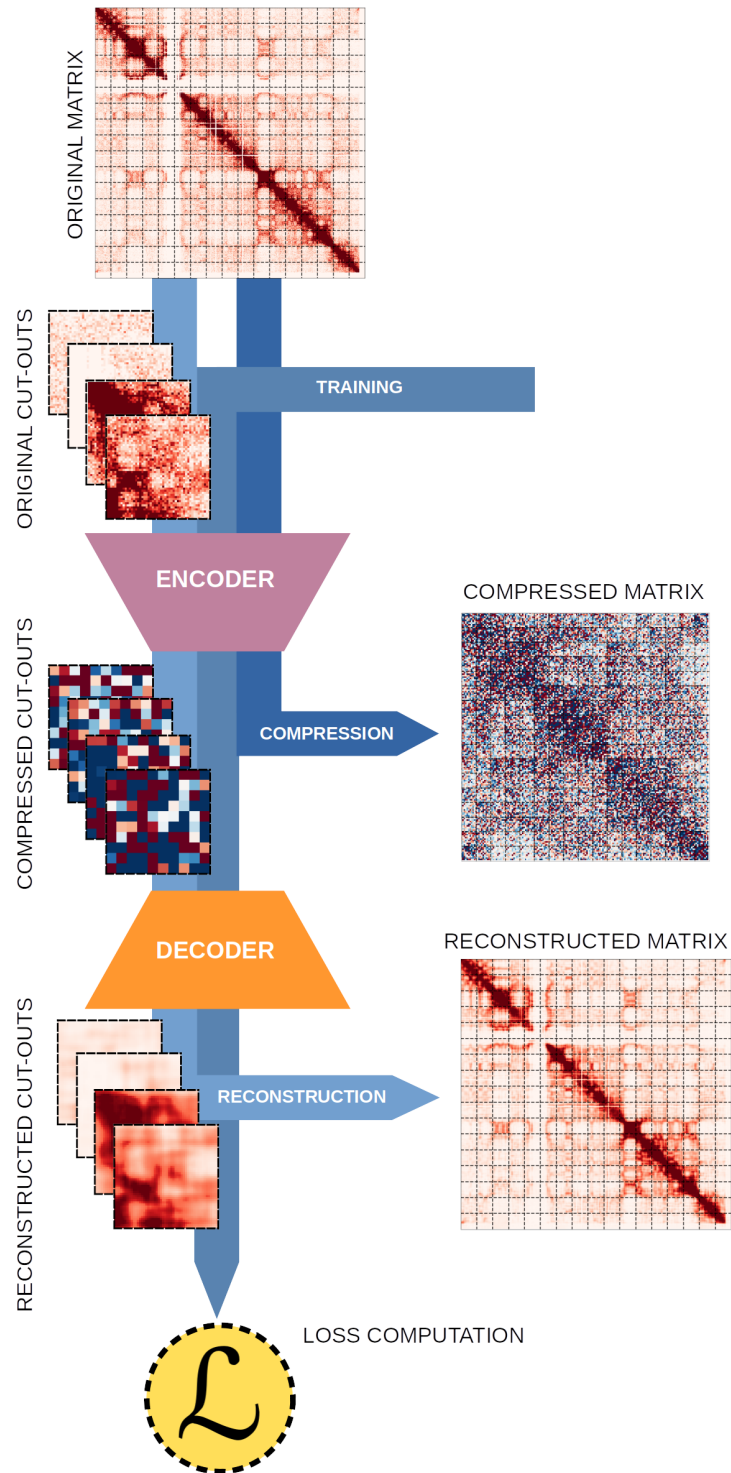 ORIGINAL MATRIX
ORIGINAL CUT-OUTS
TRAINING
ENCODER
COMPRESSED MATRIX
COMPRESSED CUT-OUTS
COMPRESSION
DECODER
RECONSTRUCTED MATRIX
RECONSTRUCTED CUT-OUTS
RECONSTRUCTION
LOSS COMPUTATION
ℒ